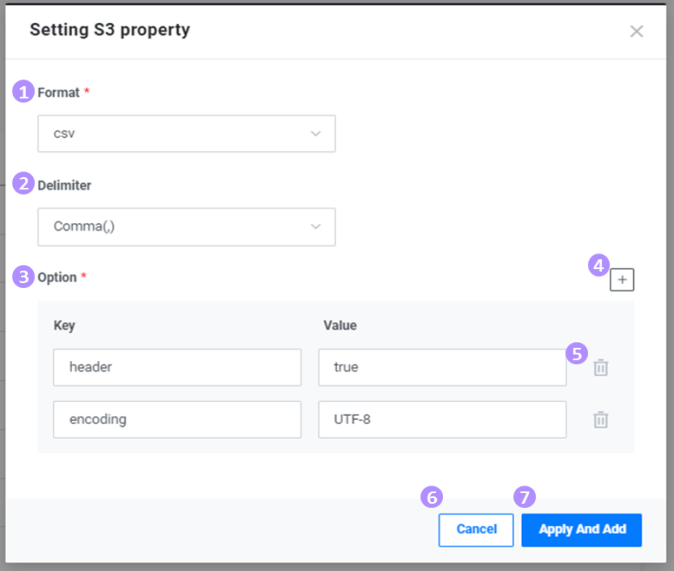 Setting S3 property
1 Format *
csv
2 Delimiter
Comma(,)
3 Option *
4
+
Key Value
header true 5
encoding UTF-8
6 7
Cancel Apply And Add